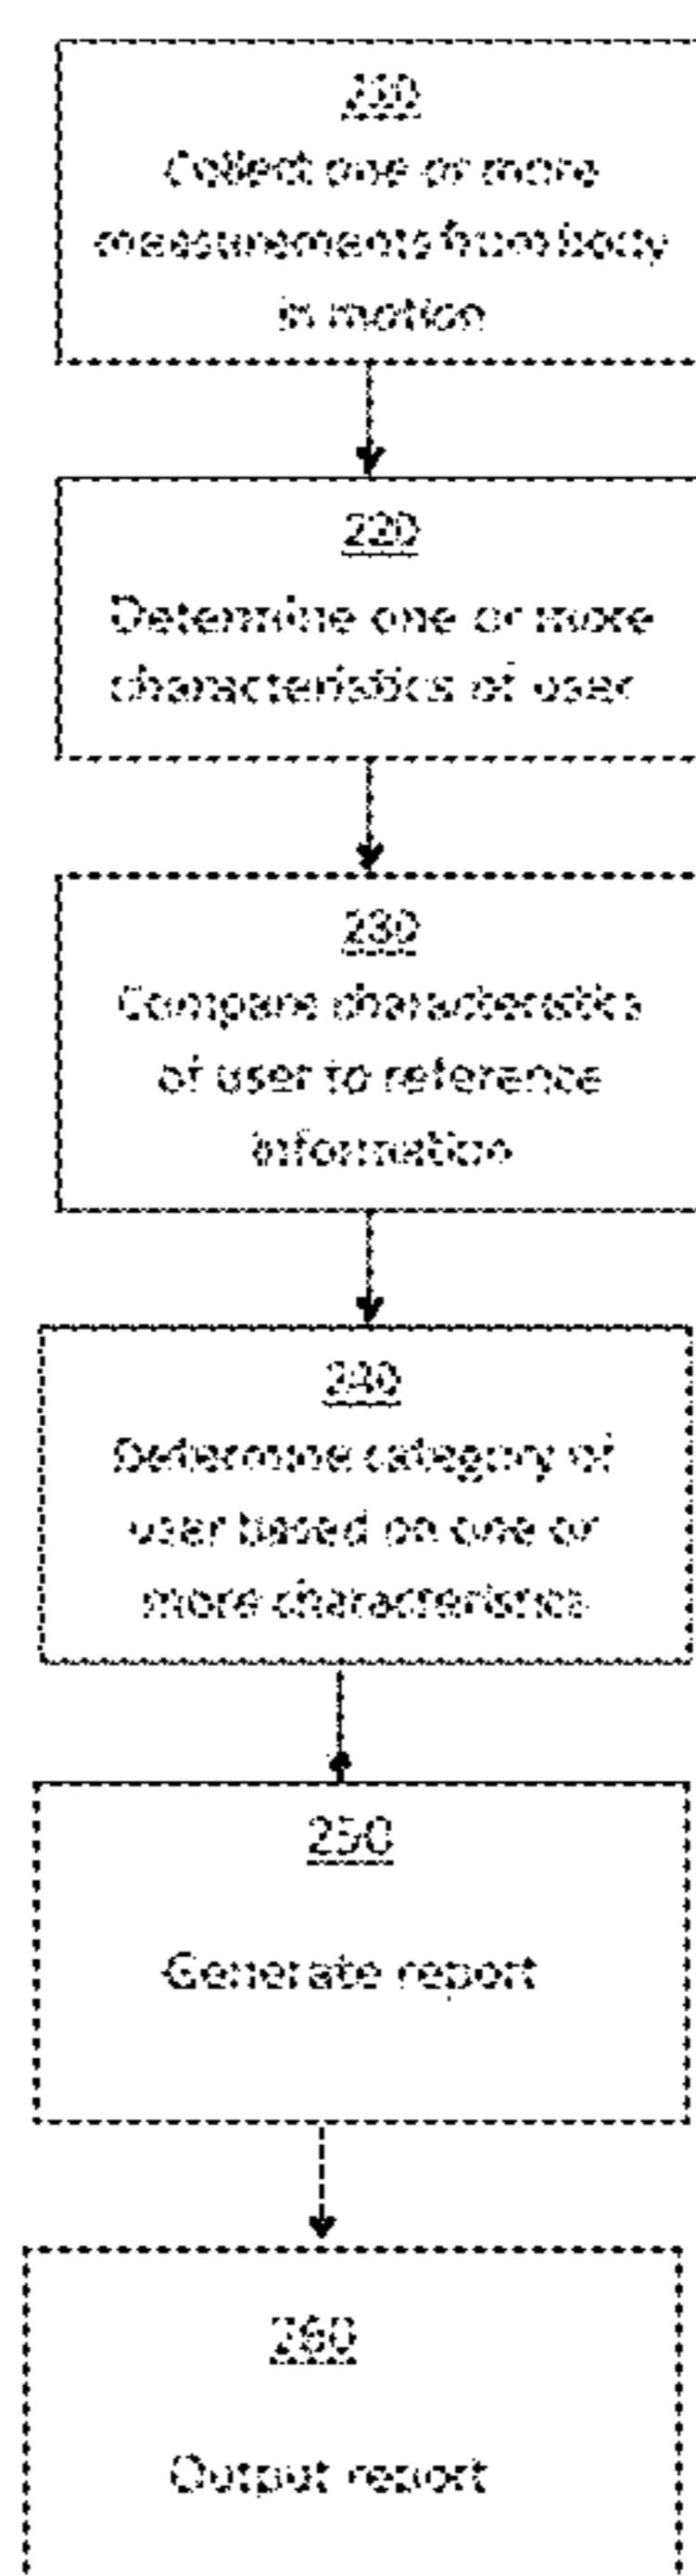 210
Collect one or more
measurements from body
in motion
220
Determine one or more
characteristics of user
230
Compare characteristics
of user to reference
information
240
Determine category of
user based on one or
more characteristics
250
Generate report
260
Output report